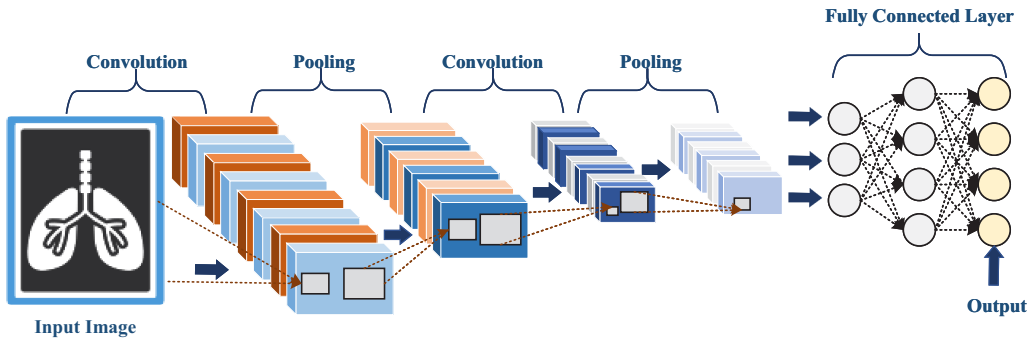 Fully Connected Layer
Convolution
Pooling
Convolution
Pooling
Output
Input Image